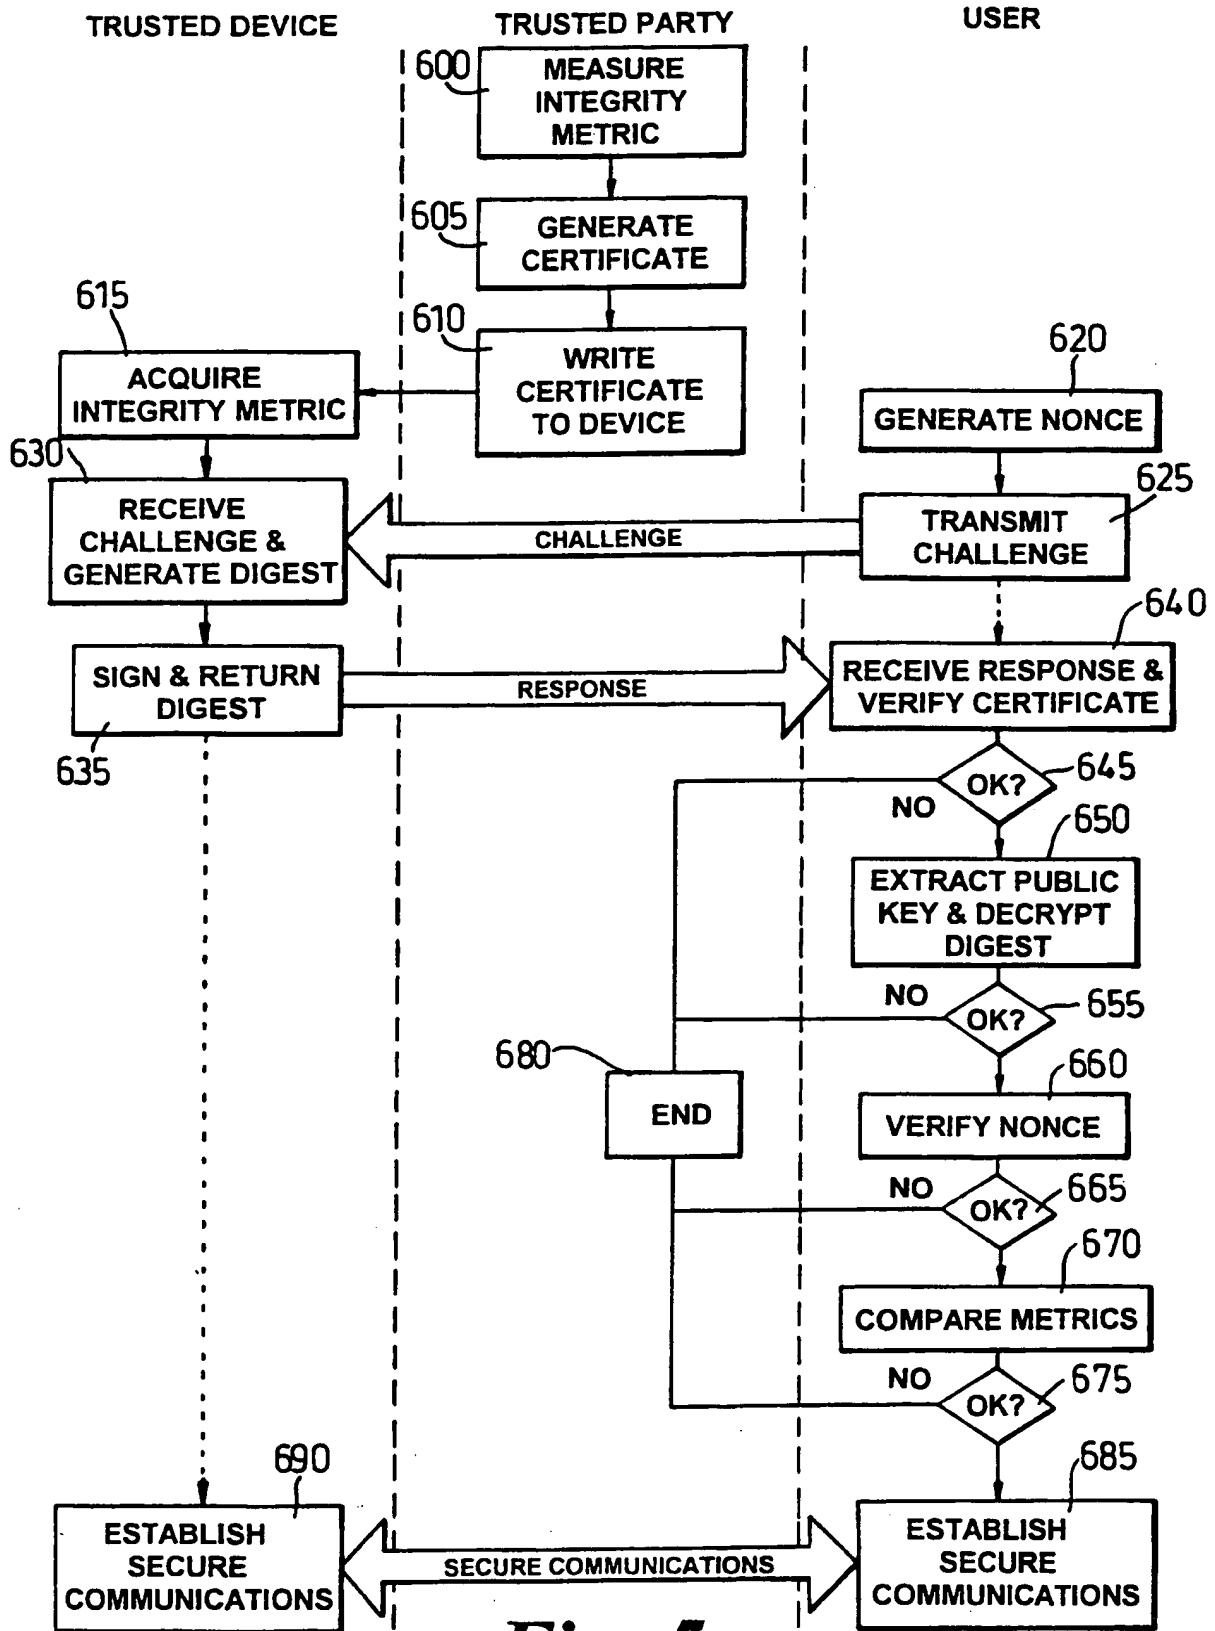 TRUSTED DEVICE
TRUSTED PARTY
USER
600
MEASURE
INTEGRITY
METRIC
605
GENERATE
CERTIFICATE
610
WRITE
CERTIFICATE
TO DEVICE
615
ACQUIRE
INTEGRITY METRIC
620
GENERATE NONCE
625
TRANSMIT
CHALLENGE
CHALLENGE
630
RECEIVE
CHALLENGE &
GENERATE DIGEST
SIGN & RETURN
DIGEST
635
RESPONSE
640
RECEIVE RESPONSE &
VERIFY CERTIFICATE
OK?
645
NO
650
EXTRACT PUBLIC
KEY & DECRYPT
DIGEST
NO
OK?
655
680
END
660
VERIFY NONCE
NO
OK?
665
670
COMPARE METRICS
NO
OK?
675
690
ESTABLISH
SECURE
COMMUNICATIONS
SECURE COMMUNICATIONS
685
ESTABLISH
SECURE
COMMUNICATIONS